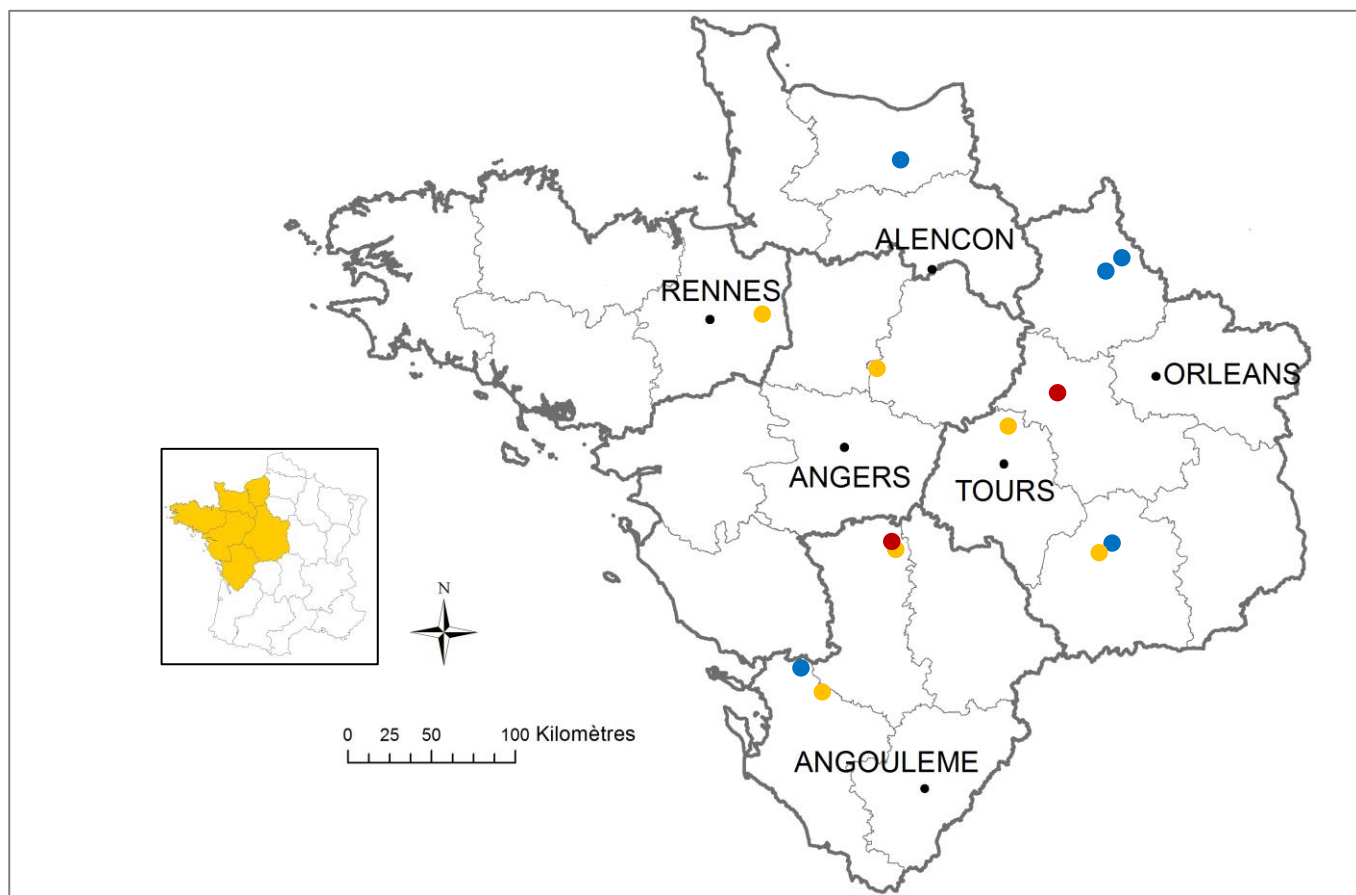 ALENCON
RENNES
ORLEANS
ANGERS
TOURS
N
0 25 50 100 Kilomètres
ANGOULEME